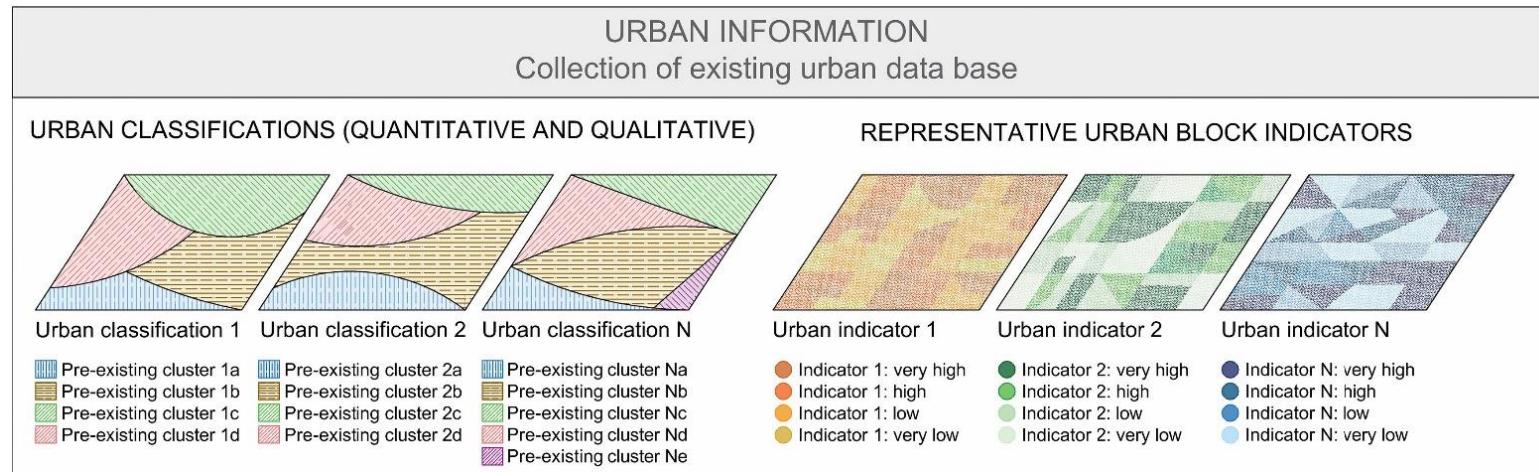 URBAN INFORMATION
Collection of existing urban data base
URBAN CLASSIFICATIONS (QUANTITATIVE AND QUALITATIVE)
Urban classification 1
Pre-existing cluster 1a
Pre-existing cluster 1b
Pre-existing cluster 1c
Pre-existing cluster 1d
Urban classification 2
Pre-existing cluster 2a
Pre-existing cluster 2b
Pre-existing cluster 2c
Pre-existing cluster 2d
Urban classification N
Pre-existing cluster Na
Pre-existing cluster Nb
Pre-existing cluster Nc
Pre-existing cluster Nd
Pre-existing cluster Ne
REPRESENTATIVE URBAN BLOCK INDICATORS
Urban indicator 1
Indicator 1: very high
Indicator 1: high
Indicator 1: low
Indicator 1: very low
Urban indicator 2
Indicator 2: very high
Indicator 2: high
Indicator 2: low
Indicator 2: very low
Urban indicator N
Indicator N: very high
Indicator N: high
Indicator N: low
Indicator N: very low